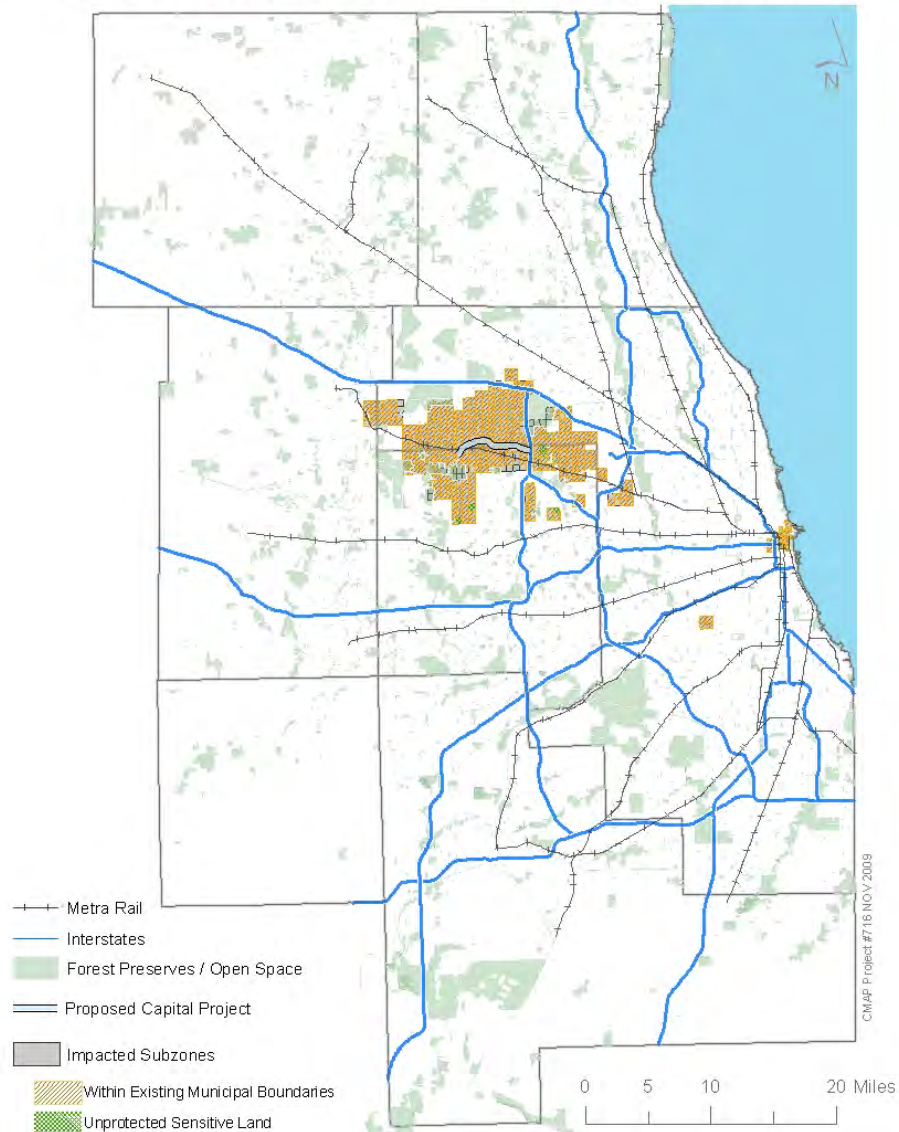 N
Metra Rail
Interstates
Forest Preserves / Open Space
Proposed Capital Project
Impacted Subzones
Within Existing Municipal Boundaries
Unprotected Sensitive Land
0 5 10 20 Miles
CMAP Project #716 NOV 2009